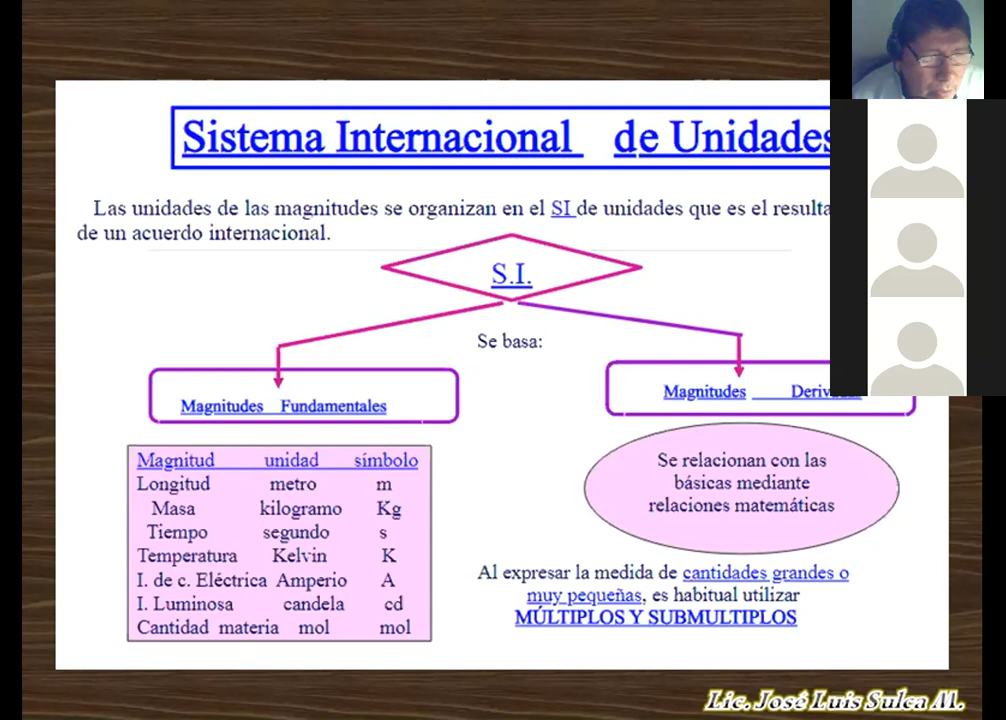 Sistema Internacional de Unidades
Las unidades de las magnitudes se organizan en el SI de unidades que es el
de un acuerdo internacional.
S.I.
Se basa:
Magnitudes Fundamentales
Magnitudes
Magnitud unidad símbolo
Longitud metro m
Masa kilogramo Kg
Tiempo segundo s
Temperatura Kelvin K
I. de c. Eléctrica Amperio A
I. Luminosa candela cd
Cantidad materia mol mol
Se relacionan con las
básicas mediante
relaciones matemáticas
Al expresar la medida de cantidades grandes o
muy pequeñas, es habitual utilizar
MÚLTIPLOS Y SUBMULTIPLOS
Lic. José Luis Sulca M.